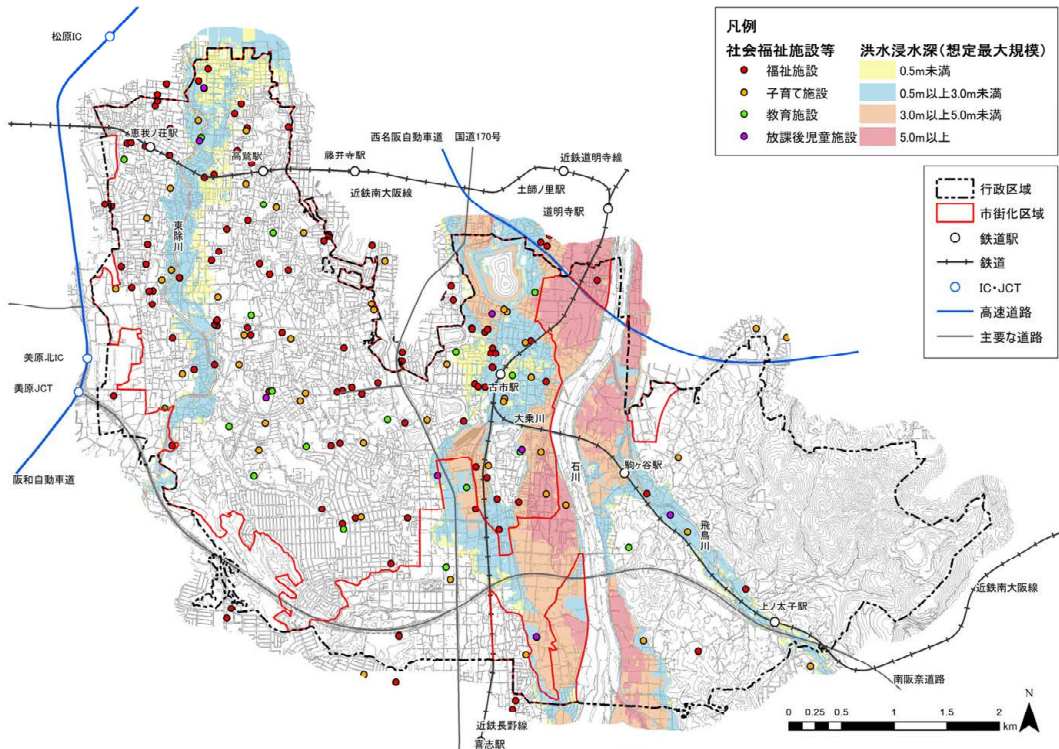 松原IC
凡例
社会福祉施設等
洪水浸水深(想定最大規模)
福祉施設
0.5m未満
子育て施設
0.5m以上3.0m未満
教育施設
3.0m以上5.0m未満
放課後児童施設
5.0m以上
恵我ノ荘駅
高鷲駅
藤井寺駅
西名阪自動車道
国道170号
近鉄道明寺線
近鉄南大阪線
土師ノ里駅
道明寺駅
行政区域
市街化区域
鉄道駅
鉄道
IC・JCT
高速道路
主要な道路
東除川
美原北IC
美原JCT
古市駅
大乗川
石川
駒ヶ谷駅
阪和自動車道
飛鳥川
上ノ太子駅
近鉄南大阪線
南阪奈道路
近鉄長野線
喜志駅
N
0 0.25 0.5 1 1.5 2
km